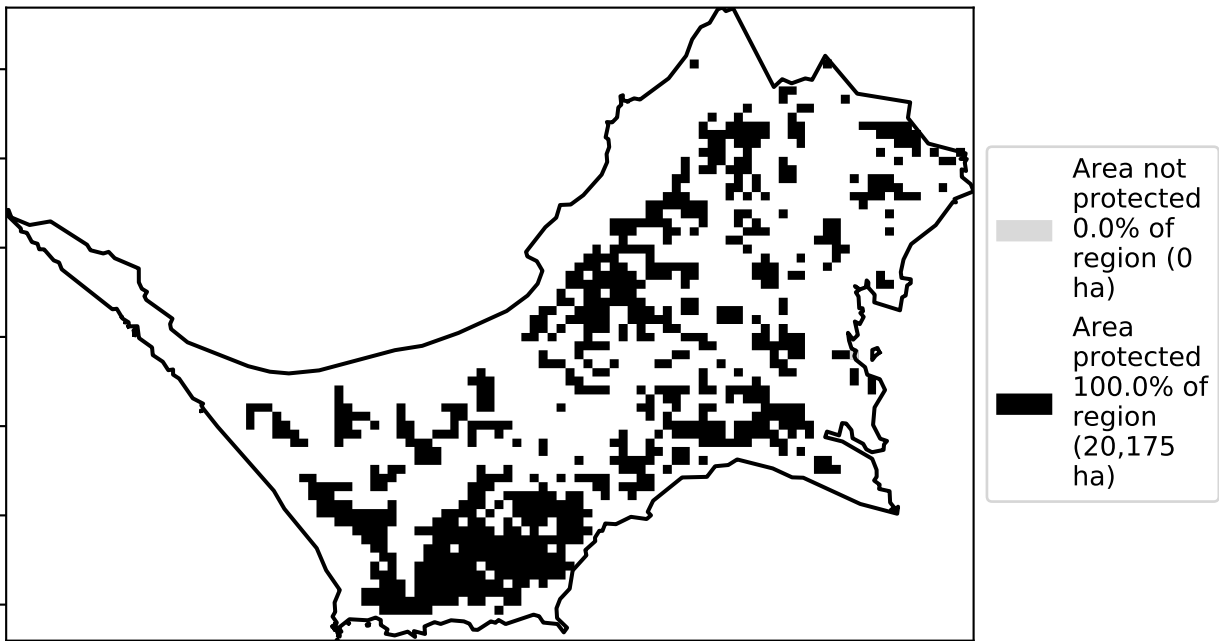 Area not
protected
0.0% of
region (0
ha)
Area
protected
100.0% of
region
(20,175
ha)